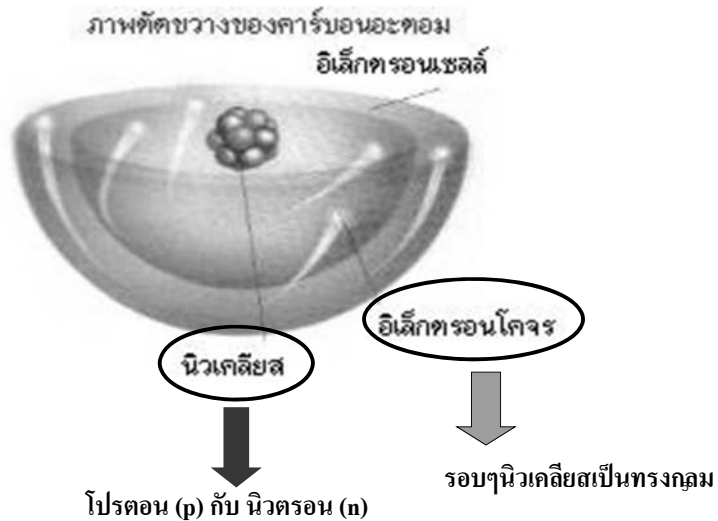 ภาพตัดขวางของคาร์บอนอะตอม
อิเล็กตรอนเซลล์
อิเล็กตรอนโคจร
นิวเคลียส
รอบๆนิวเคลียสเป็นทรงกลม
โปรตอน (p) กับ นิวตรอน (n)